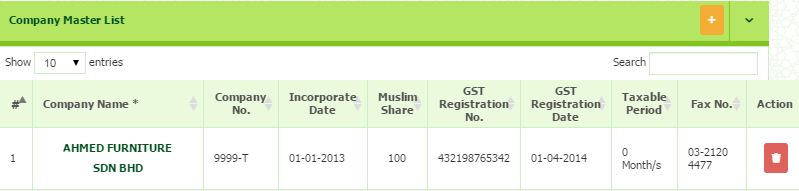 Company Master List
+
Show 10 entries Search
# Company Name * Company No. Incorporate Date Muslim Share GST Registration No. GST Registration Date Taxable Period Fax No. Action
1 AHMED FURNITURE SDN BHD 9999-T 01-01-2013 100 432198765342 01-04-2014 0 Month/s 03-2120 4477